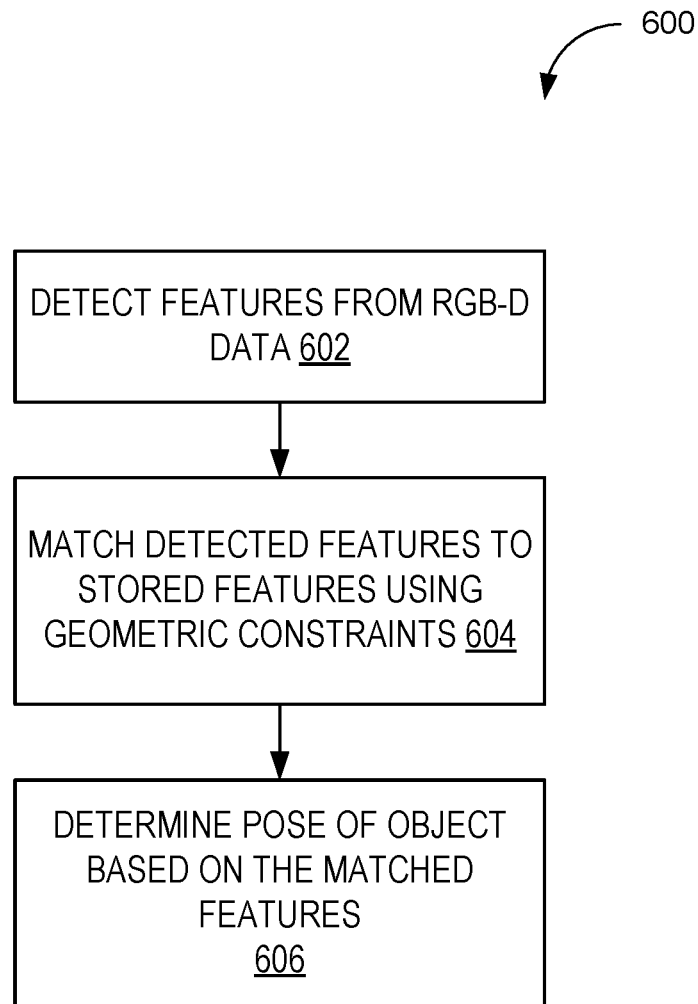 600
DETECT FEATURES FROM RGB-D
DATA 602
MATCH DETECTED FEATURES TO
STORED FEATURES USING
GEOMETRIC CONSTRAINTS 604
DETERMINE POSE OF OBJECT
BASED ON THE MATCHED
FEATURES
606